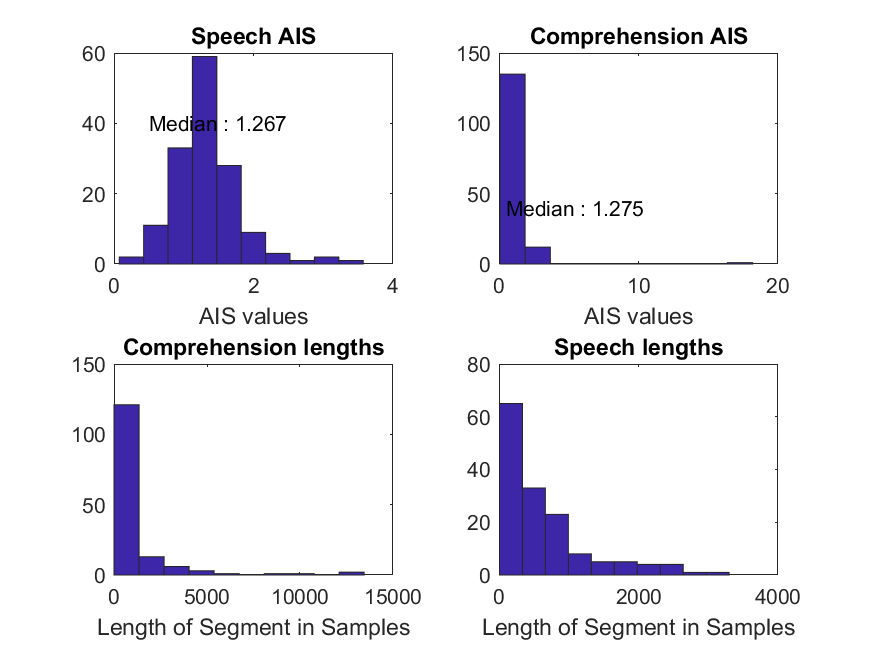 Speech AIS
60
40
20
0
Median : 1.267
0 2 4
AIS values
Comprehension AIS
150
100
50
0
Median : 1.275
0 10 20
AIS values
Comprehension lengths
150
100
50
0
0 5000 10000 15000
Length of Segment in Samples
Speech lengths
80
60
40
20
0
0 2000 4000
Length of Segment in Samples